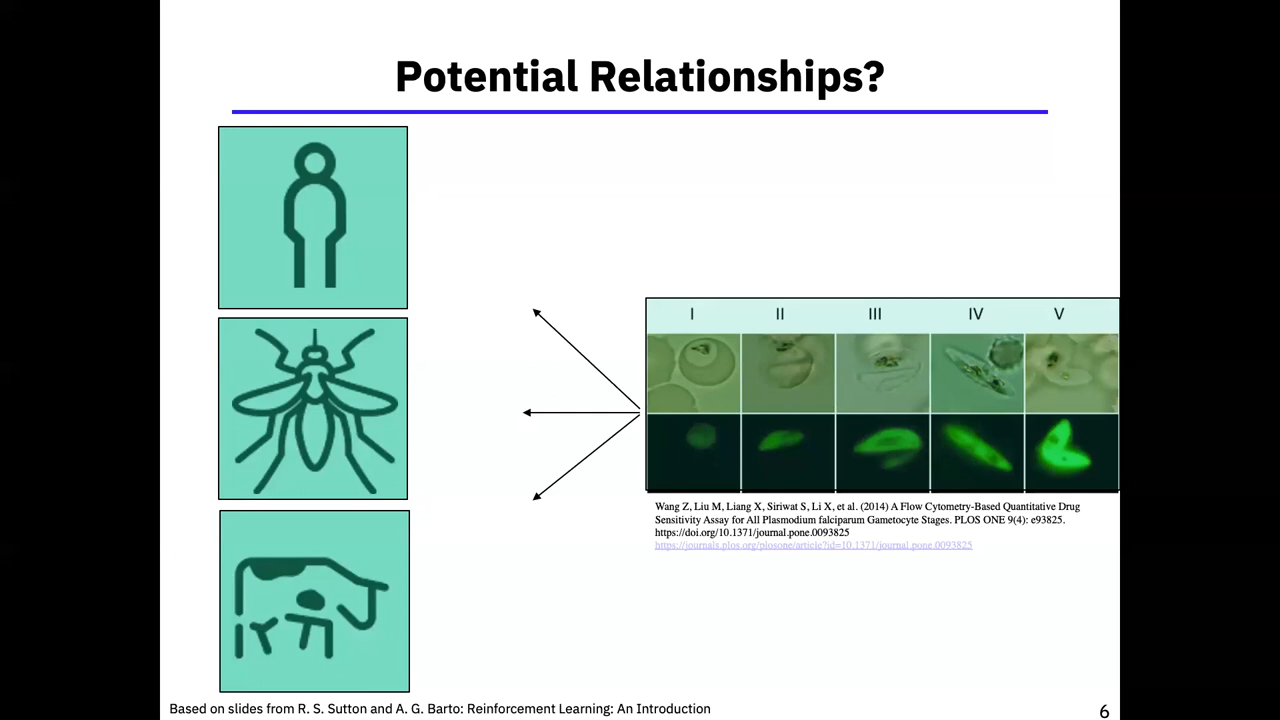 Potential Relationships?
I II III IV V
Wang Z, Liu M, Liang X, Siriwat S, Li X, et al. (2014) A Flow Cytometry-Based Quantitative Drug
Sensitivity Assay for All Plasmodium falciparum Gametocyte Stages. PLOS ONE 9(4): e93825.
https://doi.org/10.1371/journal.pone.0093825
https://journals.plos.org/plosone/article?id=10.1371/journal.pone.0093825
Based on slides from R. S. Sutton and A. G. Barto: Reinforcement Learning: An Introduction
6